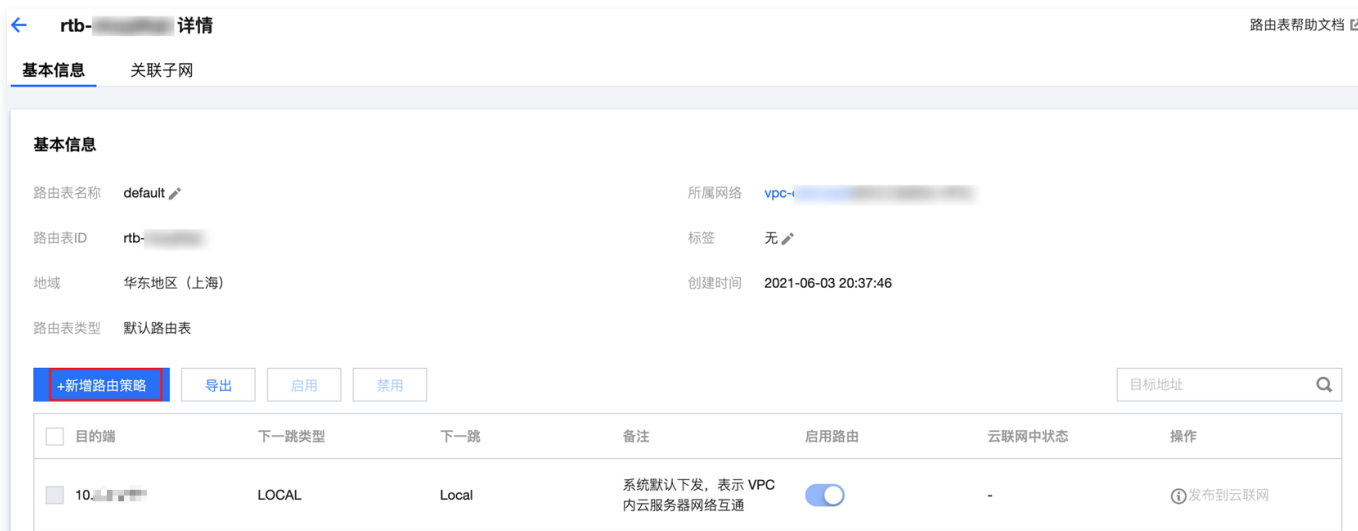 rtb- 详情
路由表帮助文档
基本信息 关联子网
基本信息
路由表名称 default 所属网络 vpc-
路由表ID rtb- 标签 无
地域 华东地区（上海） 创建时间 2021-06-03 20:37:46
路由表类型 默认路由表
+新增路由策略 导出 启用 禁用 目标地址
目的端 下一跳类型 下一跳 备注 启用路由 云联网中状态 操作
10. LOCAL Local 系统默认下发，表示 VPC - 发布到云联网
内云服务器网络互通